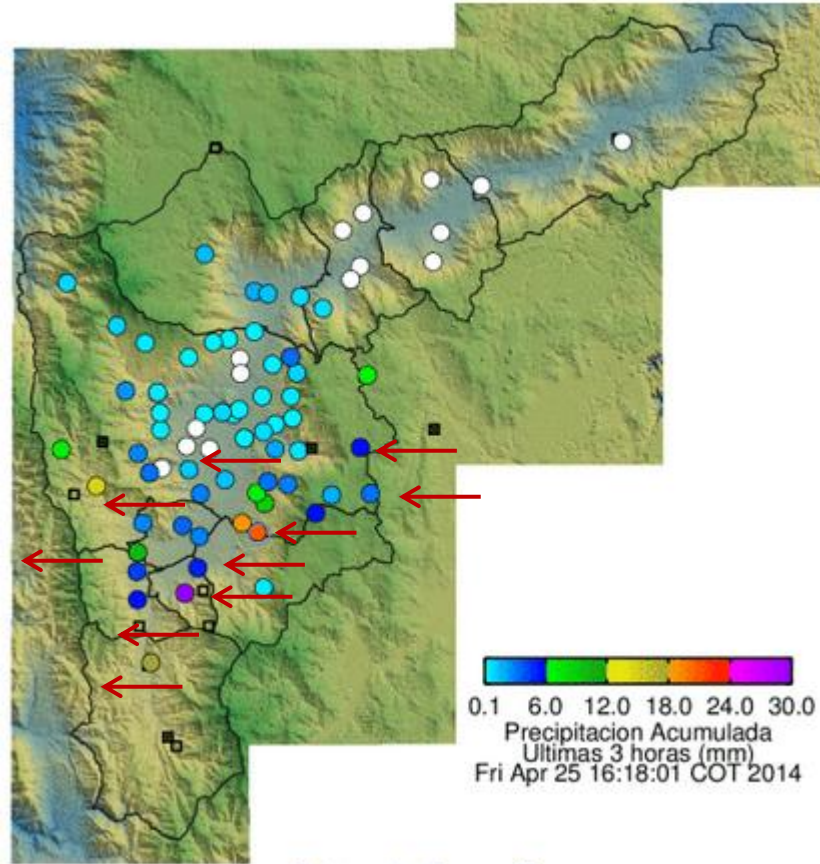 0.1 6.0 12.0 18.0 24.0 30.0
Precipitacion Acumulada
Ultimas 3 horas (mm)
Fri Apr 25 16:18:01 COT 2014